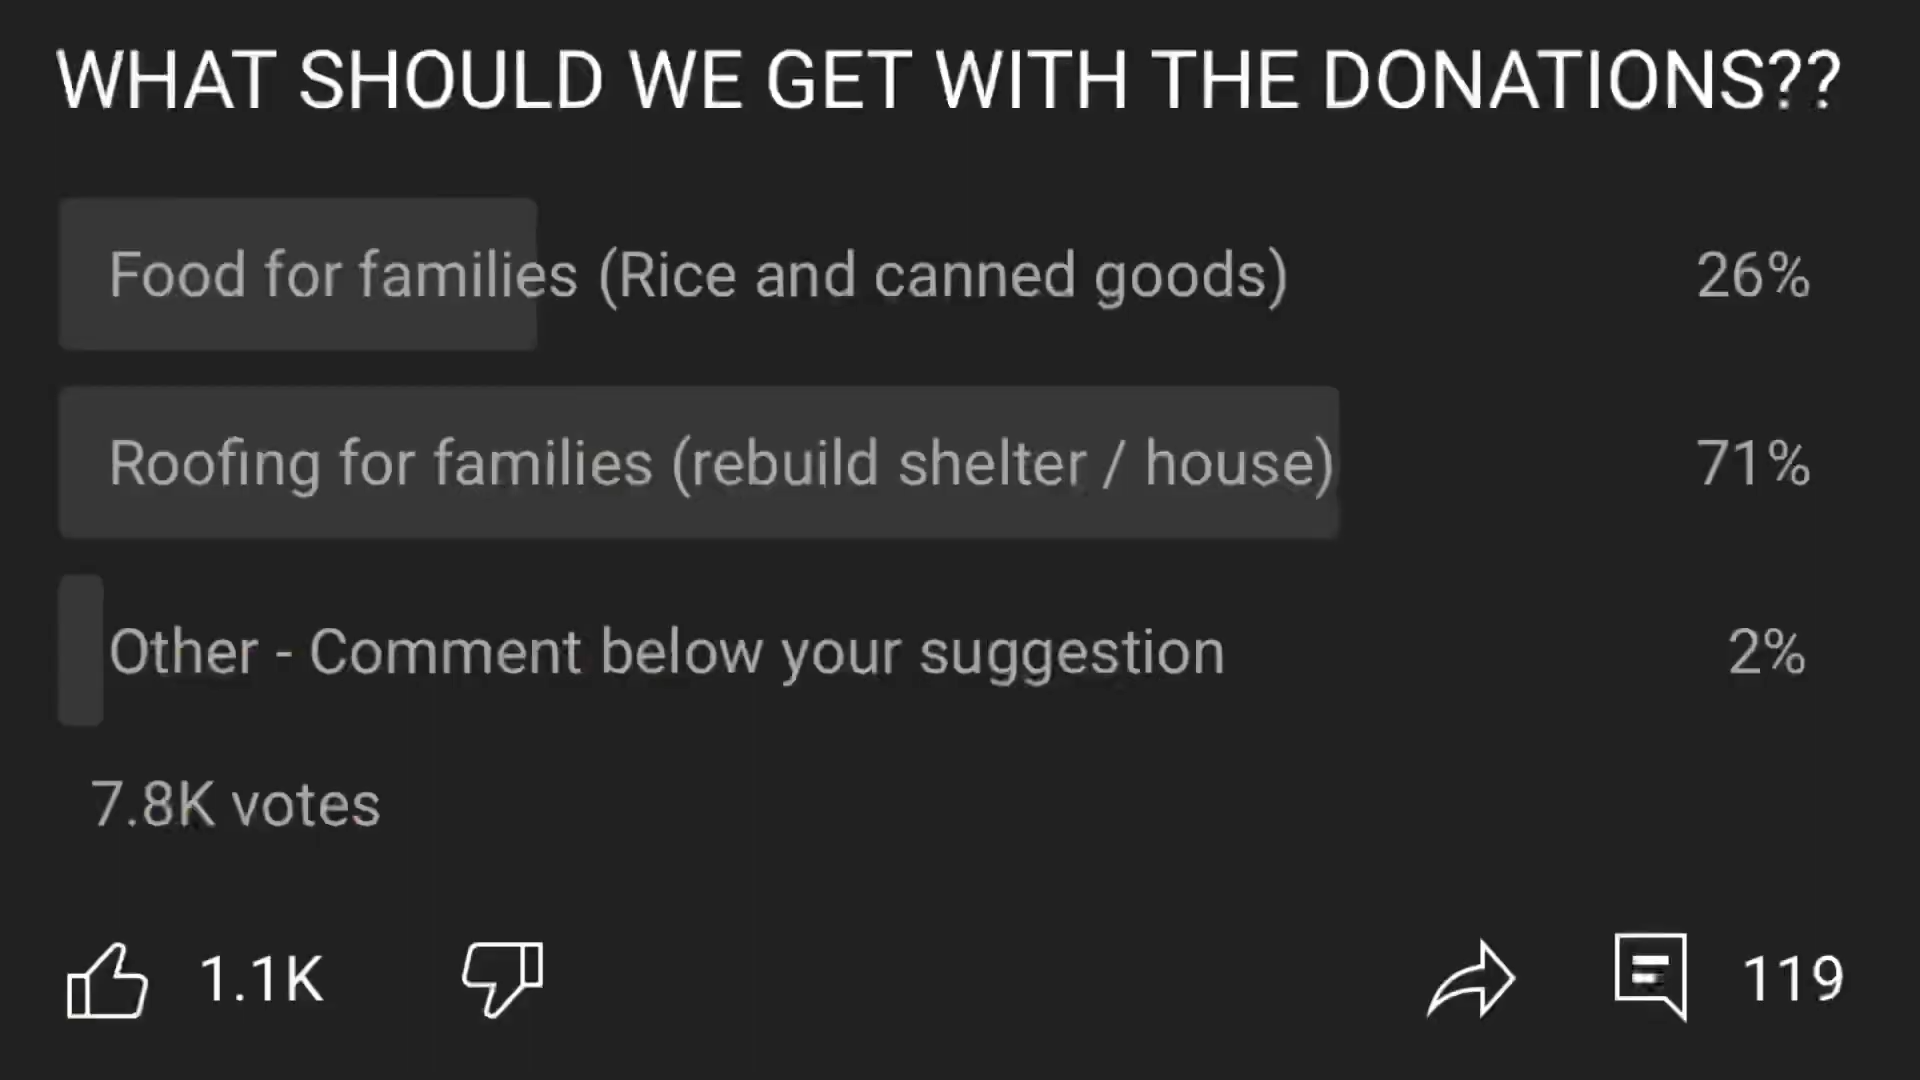 WHAT SHOULD WE GET WITH THE DONATIONS??
Food for families (Rice and canned goods) 26%
Roofing for families (rebuild shelter / house) 71%
Other - Comment below your suggestion 2%
7.8K votes
1.1K 119